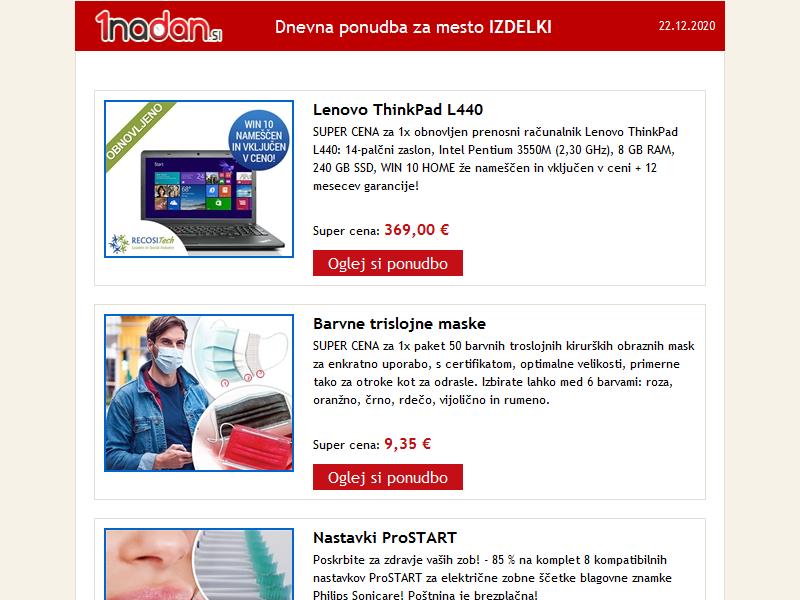 1nadan.si
Dnevna ponudba za mesto IZDELKI
22.12.2020
OBNOVLJENO
WIN 10
NAMEŠČEN
IN VKLJUČEN
V CENO!
Start
RECOSITech
Lenovo ThinkPad L440
SUPER CENA za 1x obnovljen prenosni računalnik Lenovo ThinkPad
L440: 14-palčni zaslon, Intel Pentium 3550M (2,30 GHz), 8 GB RAM,
240 GB SSD, WIN 10 HOME že nameščen in vključen v ceni + 12
mesecev garancije!
Super cena: 369,00 €
Oglej si ponudbo
Barvne trislojne maske
SUPER CENA za 1x paket 50 barvnih troslojnih kirurških obraznih mask
za enkratno uporabo, s certifikatom, optimalne velikosti, primerne
tako za otroke kot za odrasle. Izbirate lahko med 6 barvami: roza,
oranžno, črno, rdečo, vijolično in rumeno.
Super cena: 9,35 €
Oglej si ponudbo
Nastavki ProSTART
Poskrbite za zdravje vaših zob! - 85 % na komplet 8 kompatibilnih
nastavkov ProSTART za električne zobne ščetke blagovne znamke
Philips Sonicare! Poštnina je brezplačna!